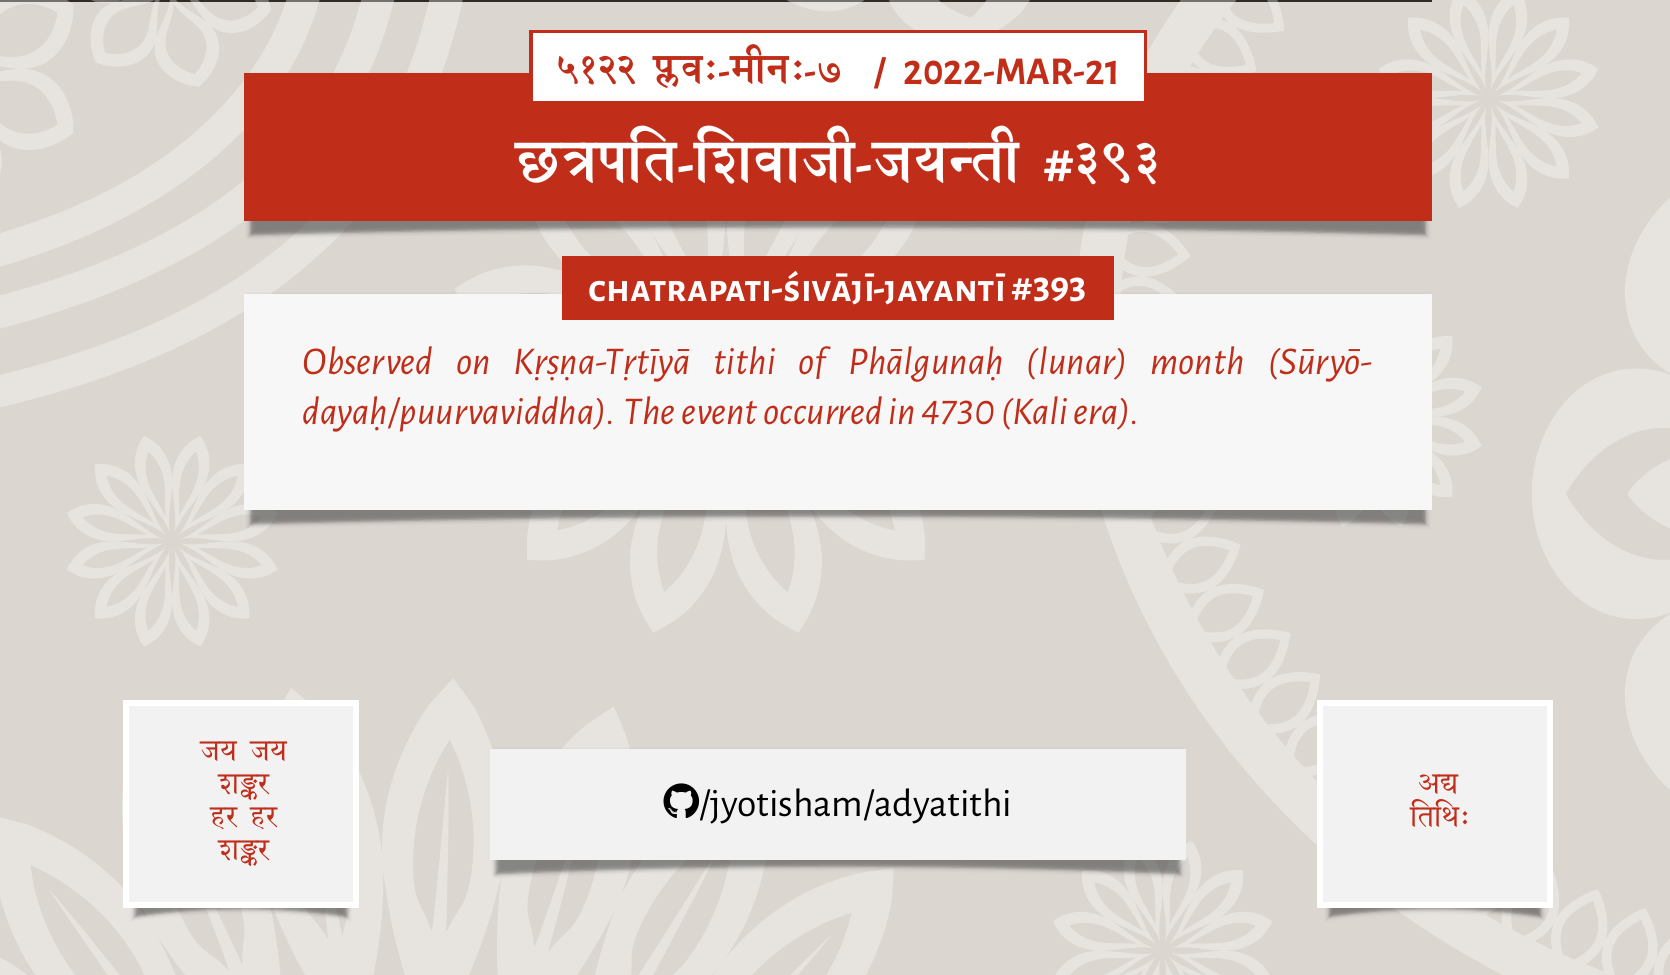 ५१२२ प्लवः-मीनः-७ / 2022-MAR-21
छत्रपति-शिवाजी-जयन्ती #३९३
CHATRAPATI-ŚIVĀJĪ-JAYANTĪ #393
Observed on Kṛṣṇa-Tṛtīyā tithi of Phālgunaḥ (lunar) month (Sūryō-
dayaḥ/puurvaviddha). The event occurred in 4730 (Kali era).
जय जय
शङ्कर
हर हर
शङ्कर
/jyotisham/adyatithi
अद्य
तिथिः